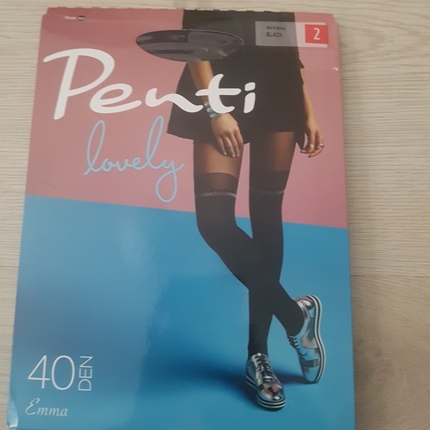 BLACK
2
Penti
lovely
40 DEN
Emma